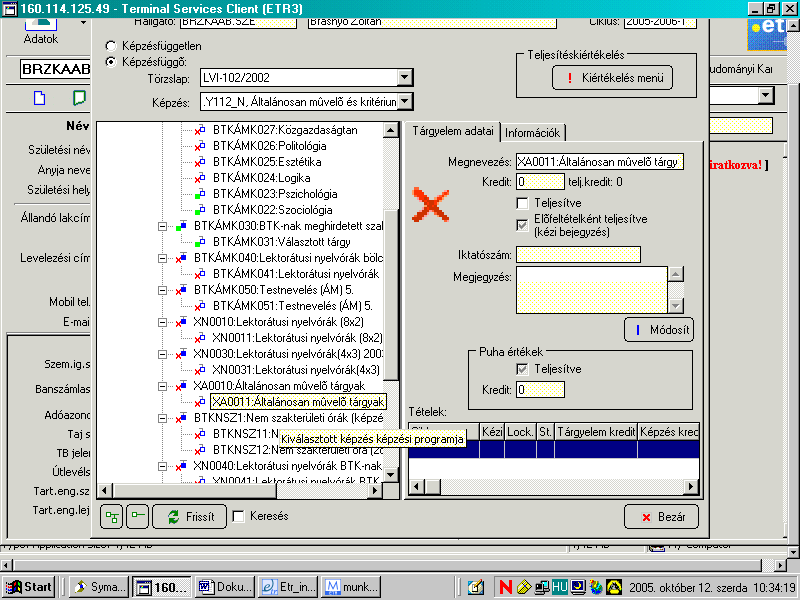 160.114.125.49 - Terminal Services Client (ETR3)
Adatok
Hallgató: BRZKAAB.SZE
Brasnyó Zoltán
Ciklus: 2005-2006-1
BRZKAAB
Képzésfüggetlen
Képzésfüggő:
Törzslap: LVI-102/2002
Képzés: .Y112_N, Általánosan művelő és kritériun
Teljesítéskiértékelés
! Kiértékelés menü
udományi Kar
Név
Születési név
Anyja neve
Születési hely
Állandó lakcím
Levelezési cím
Mobil tel.
E-mai
Szem.ig.s
Banszámlas
Adóazono
Taj s
TB jeler
Útlevéls
Tart.eng.sz
Tart.eng.lej
BTKÁMK027:Közgazdaságtan
BTKÁMK026:Politológia
BTKÁMK025:Esztétika
BTKÁMK024:Logika
BTKÁMK023:Pszichológia
BTKÁMK022:Szociológia
BTKÁMK030:BTK-nak meghirdetett szal
BTKÁMK031:Választott tárgy
BTKÁMK040:Lektorátusi nyelvórák bölc
BTKÁMK041:Lektorátusi nyelvórák
BTKÁMK050:Testnevelés (ÁM) 5.
BTKÁMK051:Testnevelés (ÁM) 5.
XN0010:Lektorátusi nyelvórák (8x2)
XN0011:Lektorátusi nyelvórák (8x2)
XN0030:Lektorátusi nyelvórák(4x3) 200
XN0031:Lektorátusi nyelvórák(4x3)
XA0010:Általánosan művelő tárgyak
XA0011:Általánosan művelő tárgyak
BTKNSZ1:Nem szakterületi órák (képzé
BTKNSZ11:N
Kiválasztott képzés képzési programja
BTKNSZ12:Nem szakterületi óra (20
XN0040:Lektorátusi nyelvórák BTK-nak
XN0041:Lektorátusi nyelvórák BTK
Frissít
Keresés
Tárgyelem adatai
Információk
Megnevezés: XA0011:Általánosan művelő tárgy
Kredit: 0 telj.kredit: 0
Teljesítve
Előfeltételként teljesítve
(kézi bejegyzés)
Iktatószám:
Megjegyzés:
Módosít
Puha értékek
Teljesítve
Kredit: 0
Tételek:
Kézi Lock. St. Tárgyelem kredit Képzés krec
Bezár
iratkozva! ]
My Computer
Start
Syma...
160....
Doku...
Etr_in...
munk...
HU
2005. október 12. szerda 10:34:19